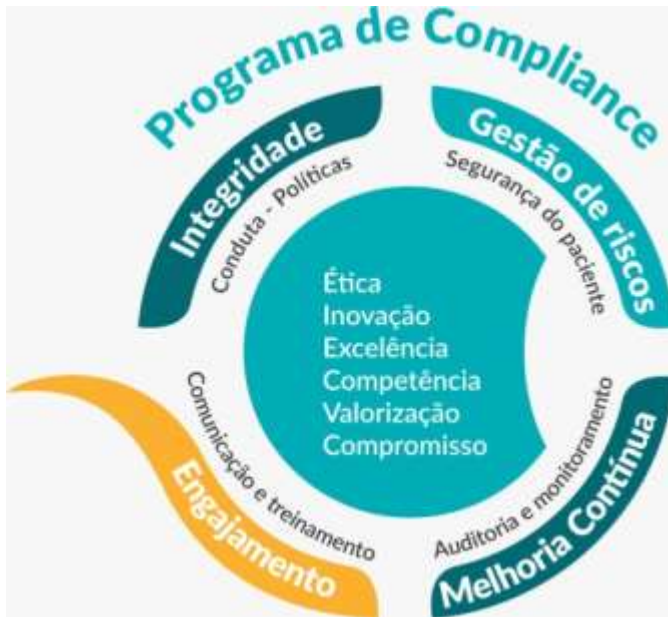 Programa de Compliance
Integridade
Conduta - Políticas
Gestão de riscos
Segurança do paciente
Ética
Inovação
Excelência
Competência
Valorização
Compromisso
Comunicação e treinamento
Engajamento
Auditoria e monitoramento
Melhoria Contínua